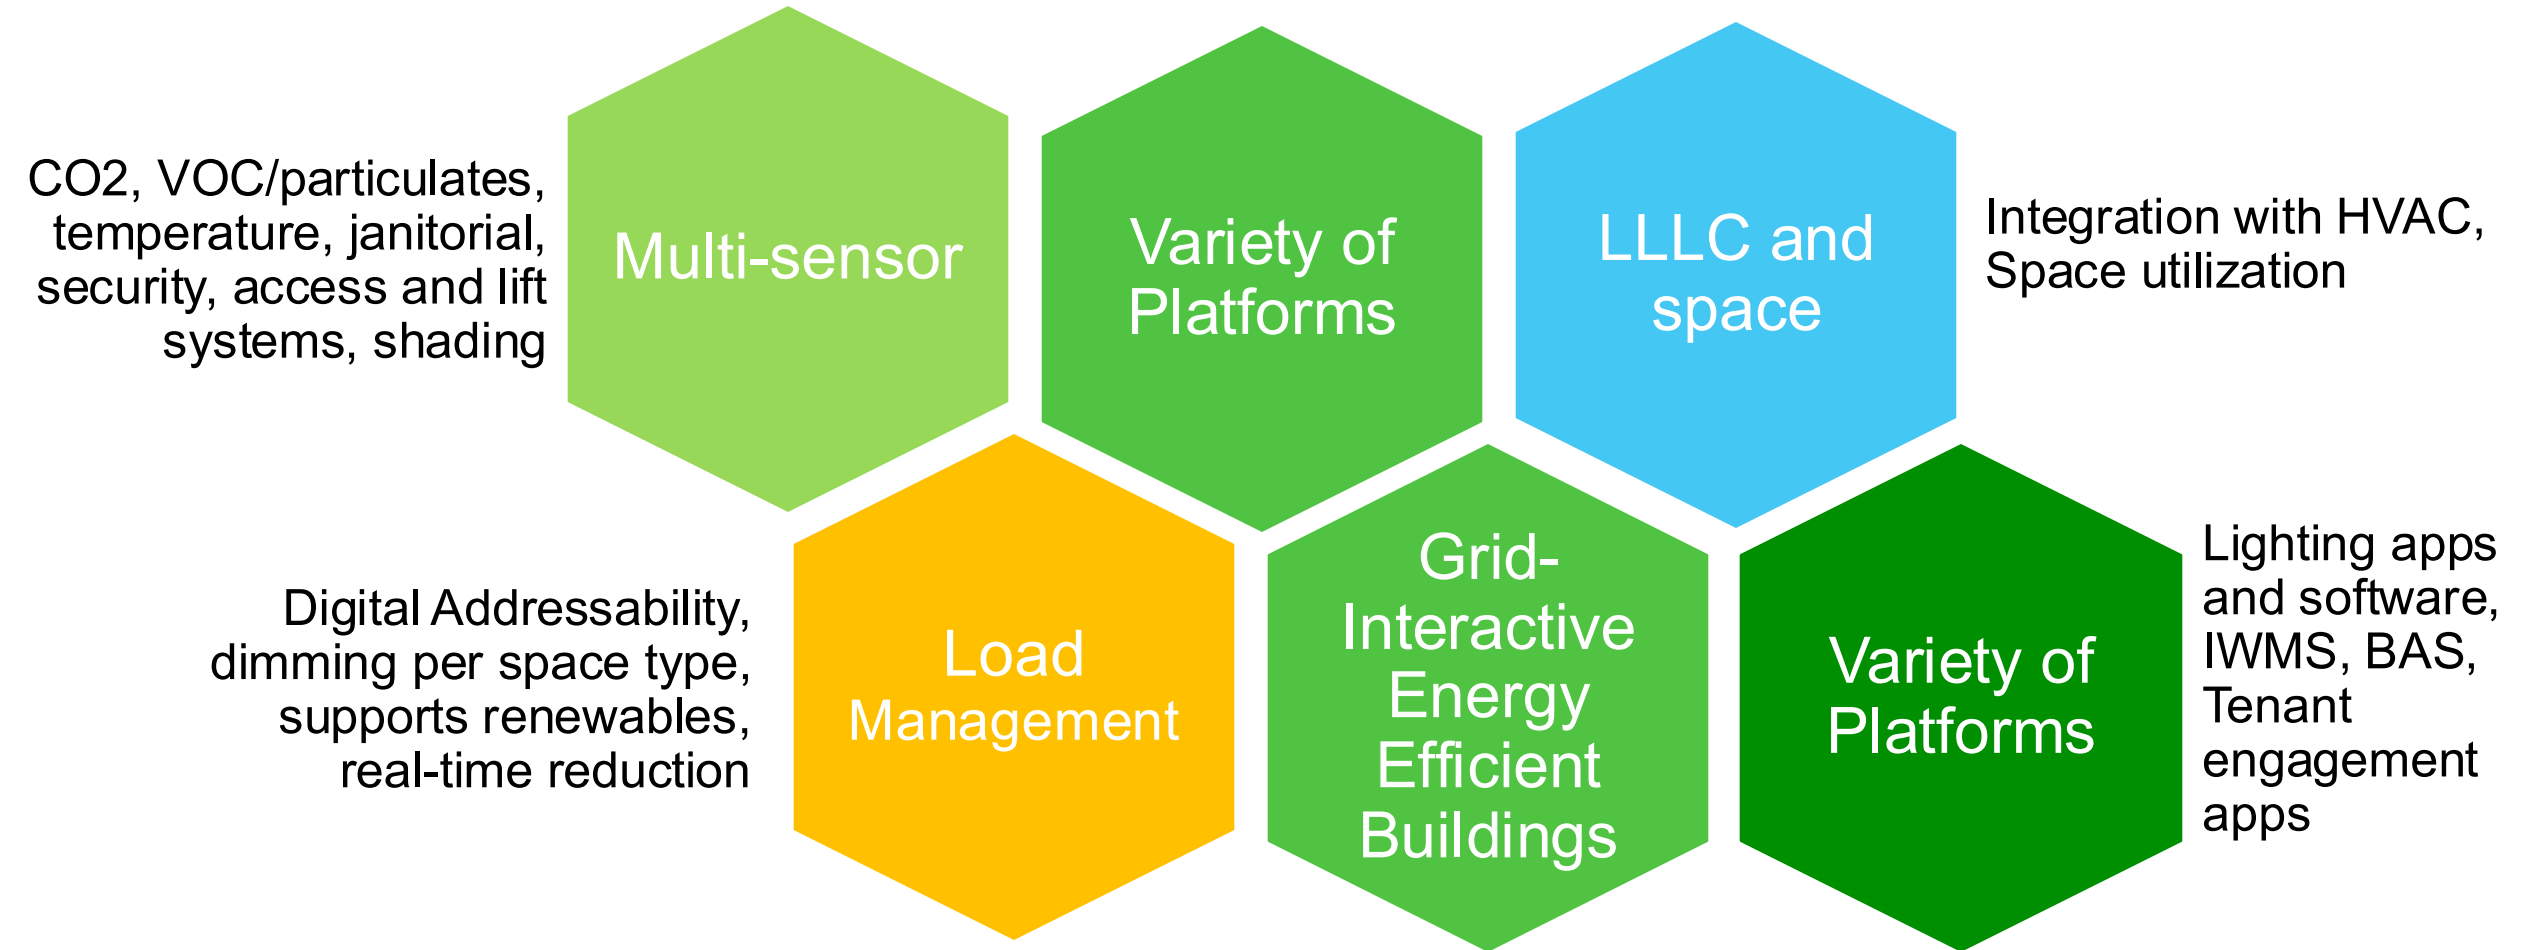 CO2, VOC/particulates,
temperature, janitorial,
security, access and lift
systems, shading
Multi-sensor
Variety of
Platforms
LLLC and
space
Integration with HVAC,
Space utilization
Digital Addressability,
dimming per space type,
supports renewables,
real-time reduction
Load
Management
Grid-
Interactive
Energy
Efficient
Buildings
Variety of
Platforms
Lighting apps
and software,
IWMS, BAS,
Tenant
engagement
apps